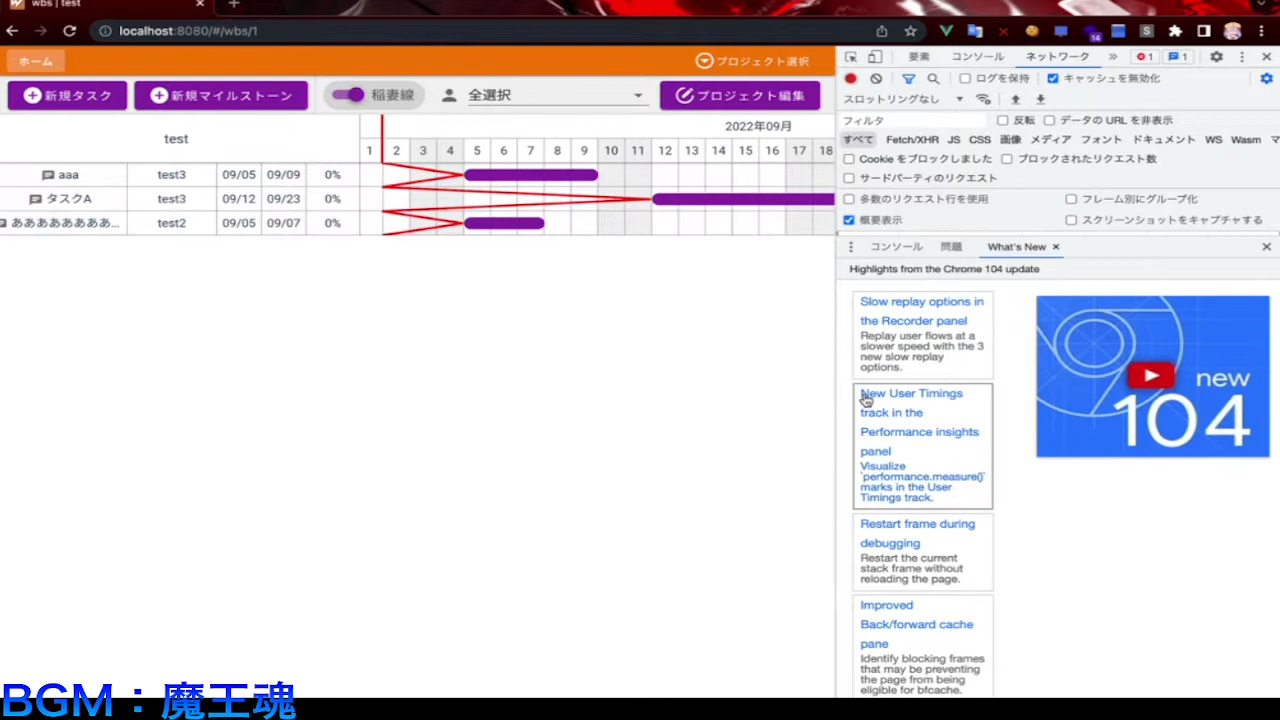 wbs | test
localhost:8080/#/wbs/1
14
ホーム
プロジェクト選択
新規タスク
新規マイルストーン
稲妻線
全選択
プロジェクト編集
test
2022年09月
1 2 3 4 5 6 7 8 9 10 11 12 13 14 15 16 17 18
aaa test3 09/05 09/09 0%
タスクA test3 09/12 09/23 0%
ああああああああ... test2 09/05 09/07 0%
要素 コンソール ネットワーク » 1 1
ログを保持 キャッシュを無効化
スロットリングなし
フィルタ 反転 データの URL を非表示
すべて Fetch/XHR JS CSS 画像 メディア フォント ドキュメント WS Wasm
Cookie をブロックしました ブロックされたリクエスト数
サードパーティのリクエスト
多数のリクエスト行を使用 フレーム別にグループ化
概要表示 スクリーンショットをキャプチャする
コンソール 問題 What's New ×
Highlights from the Chrome 104 update
Slow replay options in
the Recorder panel
Replay user flows at a
slower speed with the 3
new slow replay
options.
New User Timings
track in the
Performance insights
panel
Visualize
`performance.measure()`
marks in the User
Timings track.
Restart frame during
debugging
Restart the current
stack frame without
reloading the page.
Improved
Back/forward cache
pane
Identify blocking frames
that may be preventing
the page from being
eligible for bfcache.
new
104
BGM：魔王魂